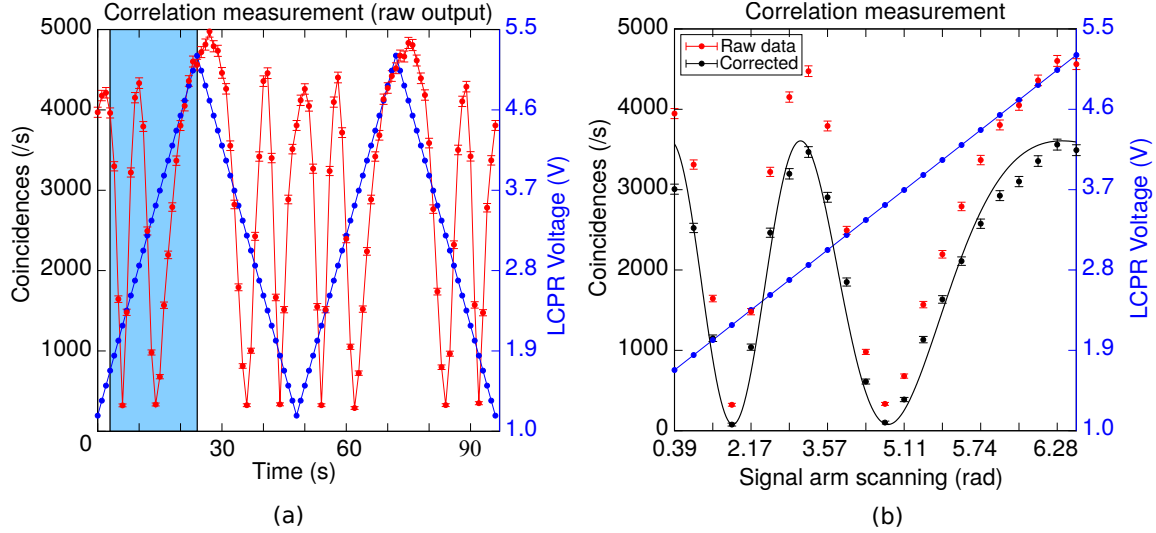 Correlation measurement (raw output)
5000
4000
3000
2000
1000
0
Coincidences (/s)
5.5
4.6
3.7
2.8
1.9
1.0
LCPR Voltage (V)
0 30 60 90
Time (s)
(a)
Correlation measurement
Raw data
Corrected
5000
4000
3000
2000
1000
0
Coincidences (/s)
5.5
4.6
3.7
2.8
1.9
1.0
LCPR Voltage (V)
0.39 2.17 3.57 5.11 5.74 6.28
Signal arm scanning (rad)
(b)